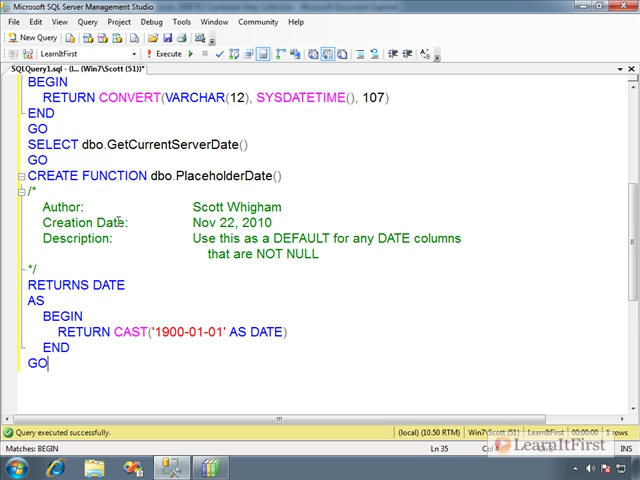 Microsoft SQL Server Management Studio
File Edit View Query Project Debug Tools Window Community Help
New Query
LearnItFirst Execute
SQLQuery1.sql - (l... (Win7\Scott (51))*
BEGIN
RETURN CONVERT(VARCHAR(12), SYSDATETIME(), 107)
END
GO
SELECT dbo.GetCurrentServerDate()
GO
CREATE FUNCTION dbo.PlaceholderDate()
/*
Author: Scott Whigham
Creation Date: Nov 22, 2010
Description: Use this as a DEFAULT for any DATE columns
that are NOT NULL
*/
RETURNS DATE
AS
BEGIN
RETURN CAST('1900-01-01' AS DATE)
END
GO
Query executed successfully. (local) (10.50 RTM) Win7\Scott (51) LearnItFirst 00:00:00 1 rows
Matches: BEGIN Ln 35 INS
LearnItFirst